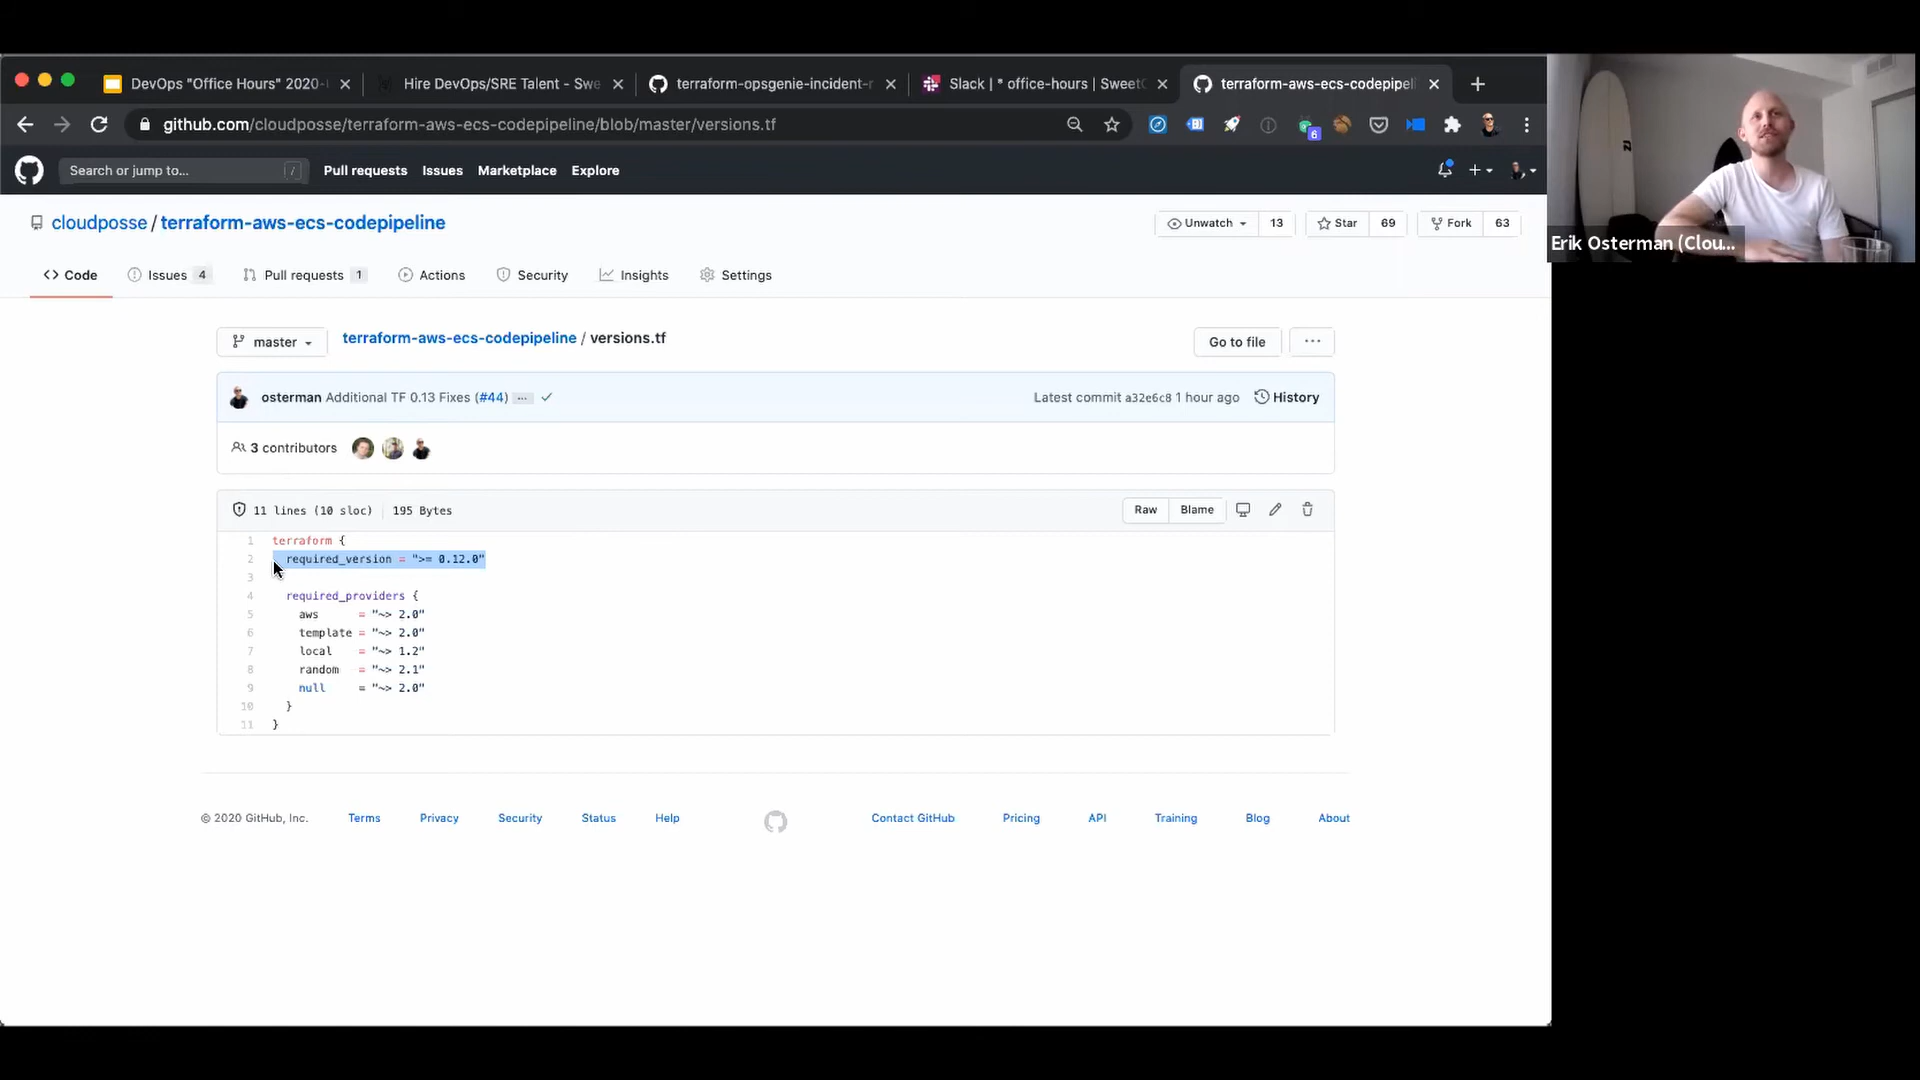 DevOps "Office Hours" 2020-
Hire DevOps/SRE Talent - Swe
terraform-opsgenie-incident-r
Slack | * office-hours | SweetC
terraform-aws-ecs-codepipeli
github.com/cloudposse/terraform-aws-ecs-codepipeline/blob/master/versions.tf
6
Search or jump to...
/
Pull requests
Issues
Marketplace
Explore
cloudposse / terraform-aws-ecs-codepipeline
Unwatch 13
Star 69
Fork 63
Erik Osterman (Clou...
<> Code
Issues 4
Pull requests 1
Actions
Security
Insights
Settings
master
terraform-aws-ecs-codepipeline / versions.tf
Go to file
...
osterman Additional TF 0.13 Fixes (#44) ...
Latest commit a32e6c8 1 hour ago
History
3 contributors
11 lines (10 sloc) | 195 Bytes
Raw
Blame
1 terraform {
2 required_version = ">= 0.12.0"
3
4 required_providers {
5 aws = "~> 2.0"
6 template = "~> 2.0"
7 local = "~> 1.2"
8 random = "~> 2.1"
9 null = "~> 2.0"
10 }
11 }
© 2020 GitHub, Inc.
Terms
Privacy
Security
Status
Help
Contact GitHub
Pricing
API
Training
Blog
About